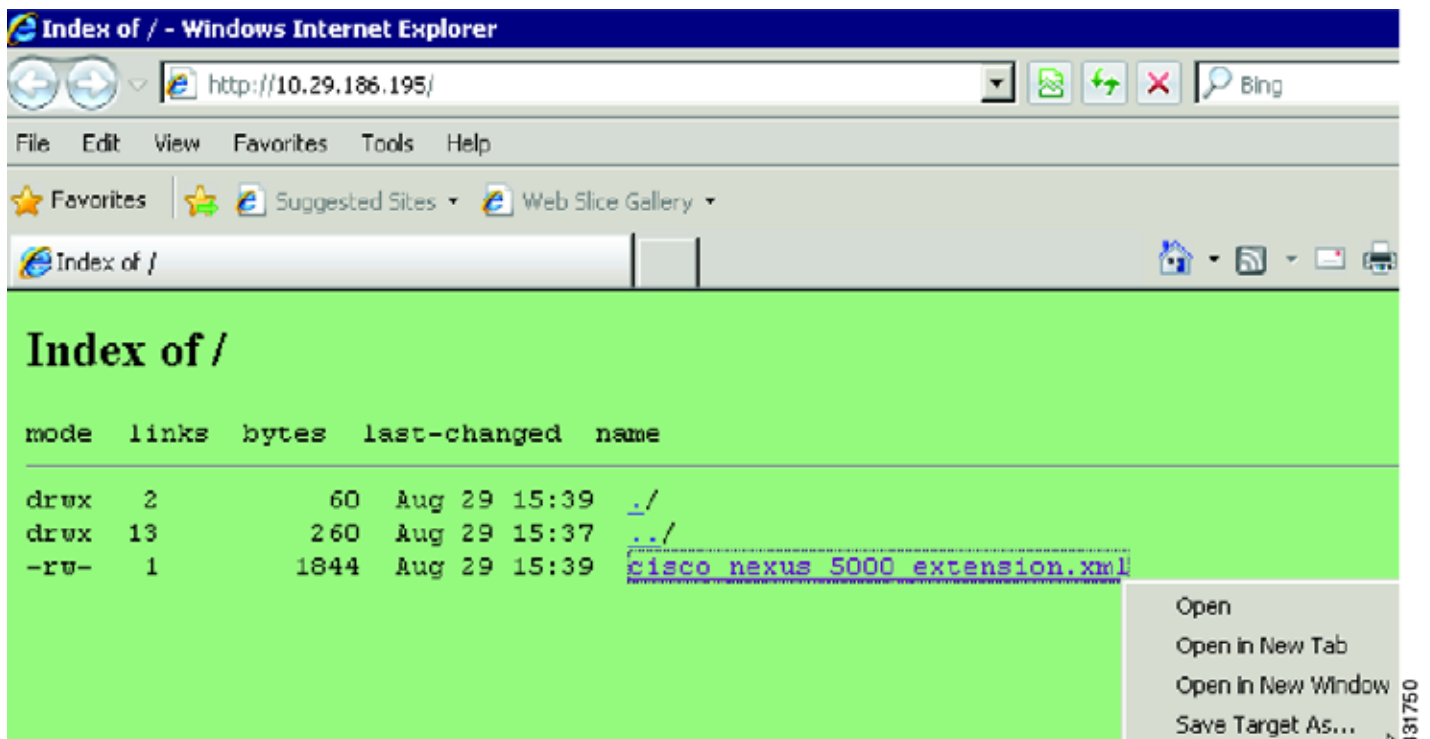 Index of / - Windows Internet Explorer
http://10.29.186.195/
Bing
File Edit View Favorites Tools Help
Favorites Suggested Sites Web Slice Gallery
Index of /
Index of /
mode links bytes last-changed name
drwx 2 60 Aug 29 15:39 ./
drwx 13 260 Aug 29 15:37 ../
-rw- 1 1844 Aug 29 15:39 cisco_nexus_5000_extension.xml
Open
Open in New Tab
Open in New Window
Save Target As...
331750